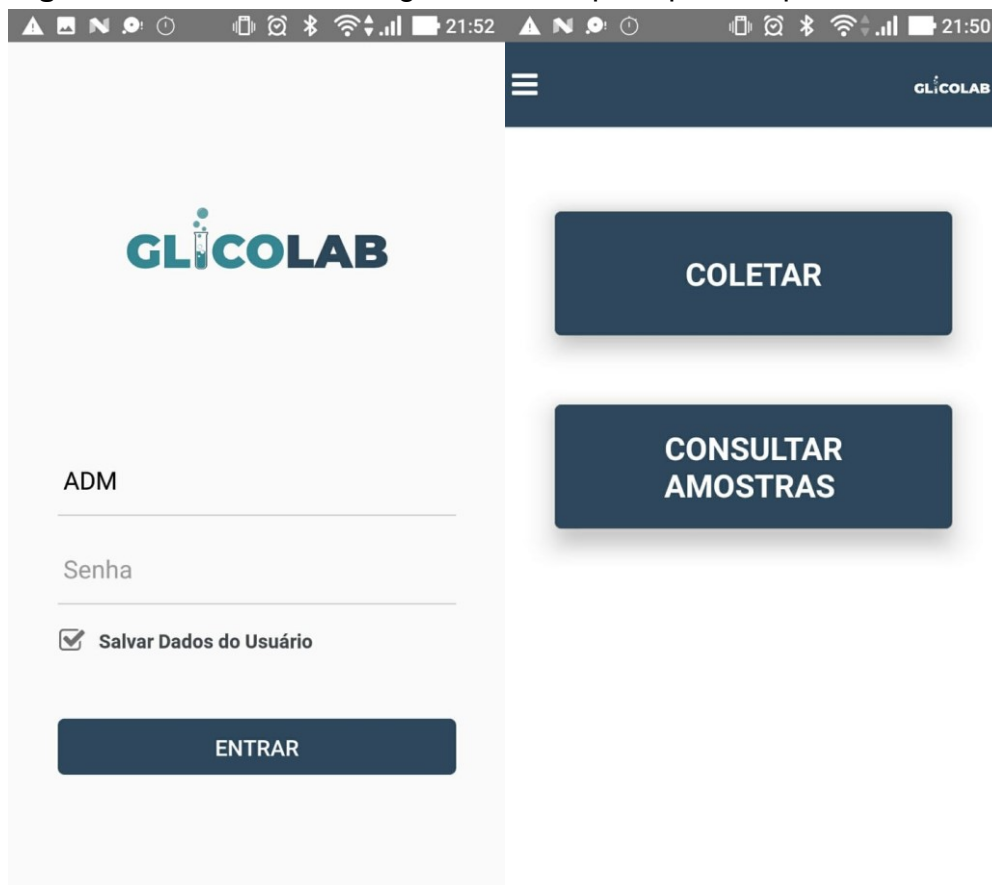 21:52
GLICOLAB
ADM
Senha
Salvar Dados do Usuário
ENTRAR
21:50
GLICOLAB
COLETAR
CONSULTAR
AMOSTRAS